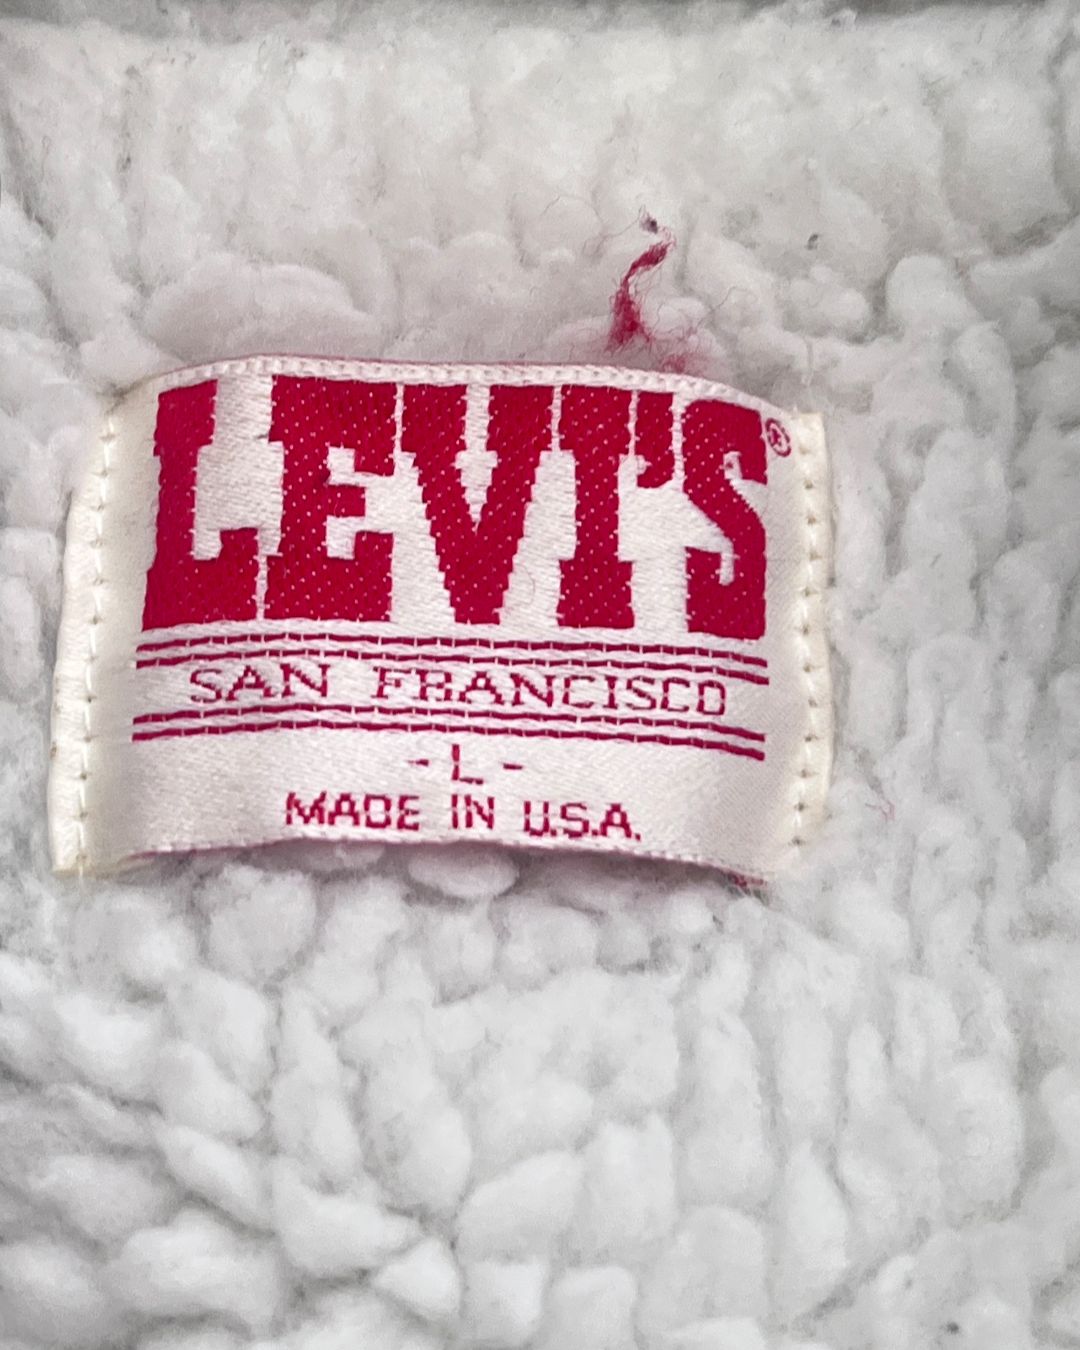 LEVI'S®
SAN FRANCISCO
- L -
MADE IN U.S.A.